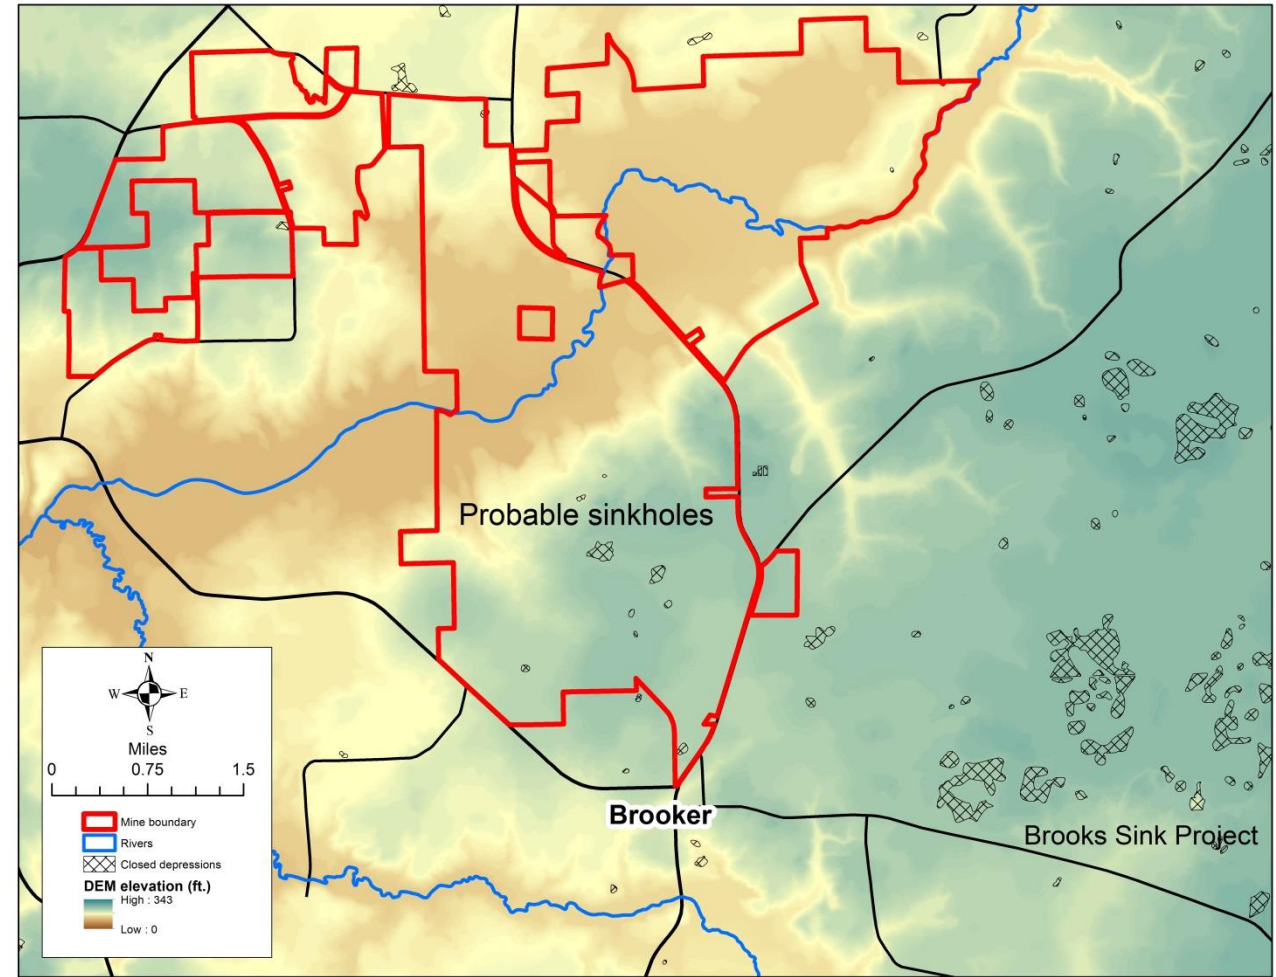 Probable sinkholes
N
W E
S
Miles
0 0.75 1.5
Mine boundary
Rivers
Closed depressions
DEM elevation (ft.)
High : 343
Low : 0
Brooker
Brooks Sink Project